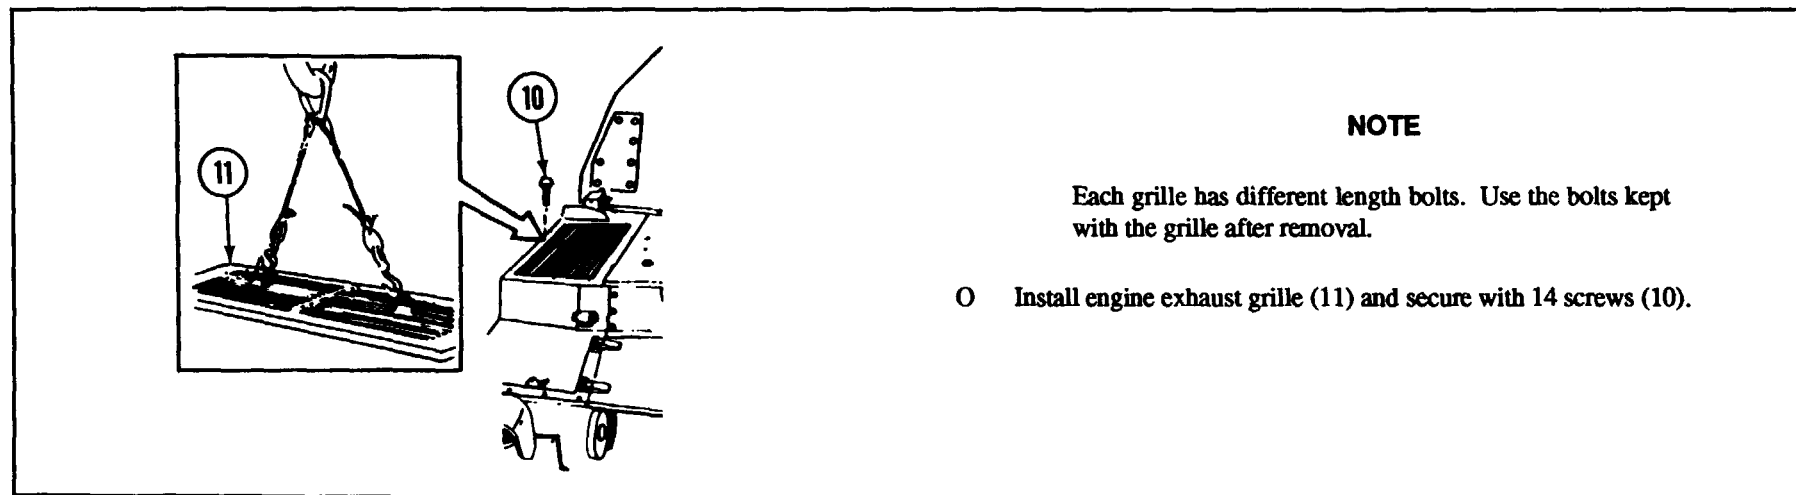 10
11
NOTE
Each grille has different length bolts. Use the bolts kept
with the grille after removal.
O Install engine exhaust grille (11) and secure with 14 screws (10).